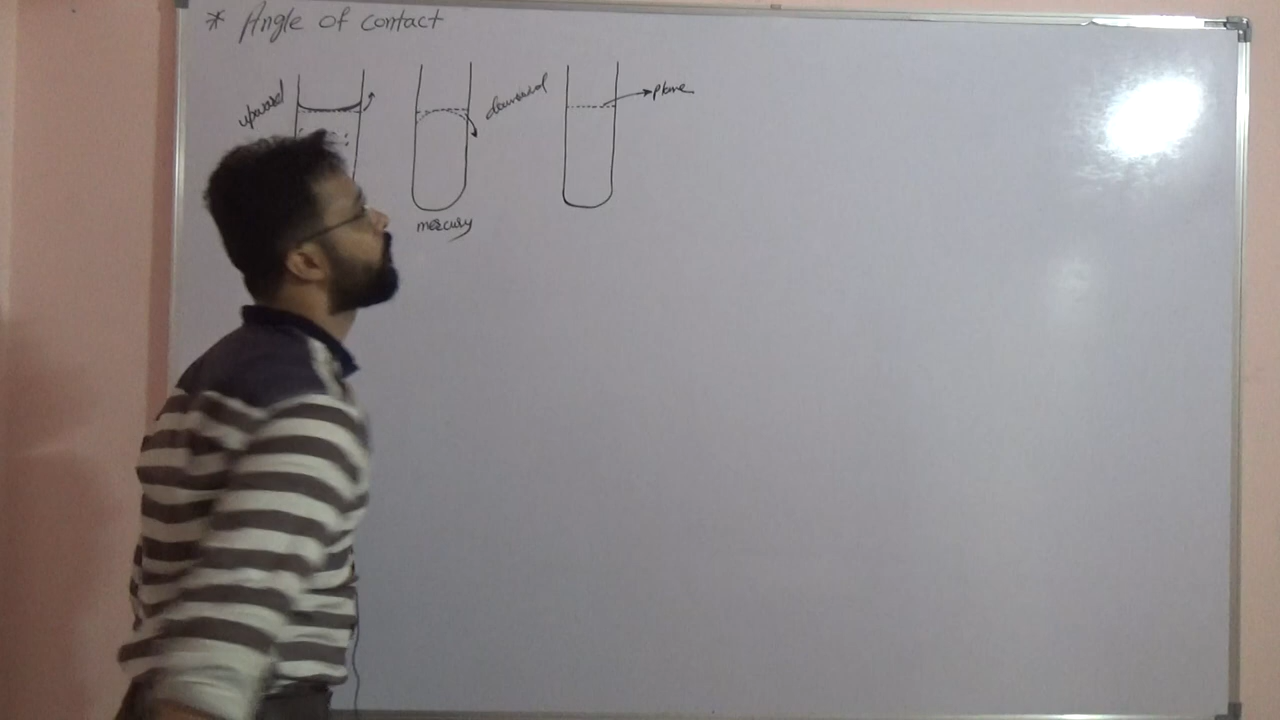 * Angle of contact
upward
downward
plane
mercury